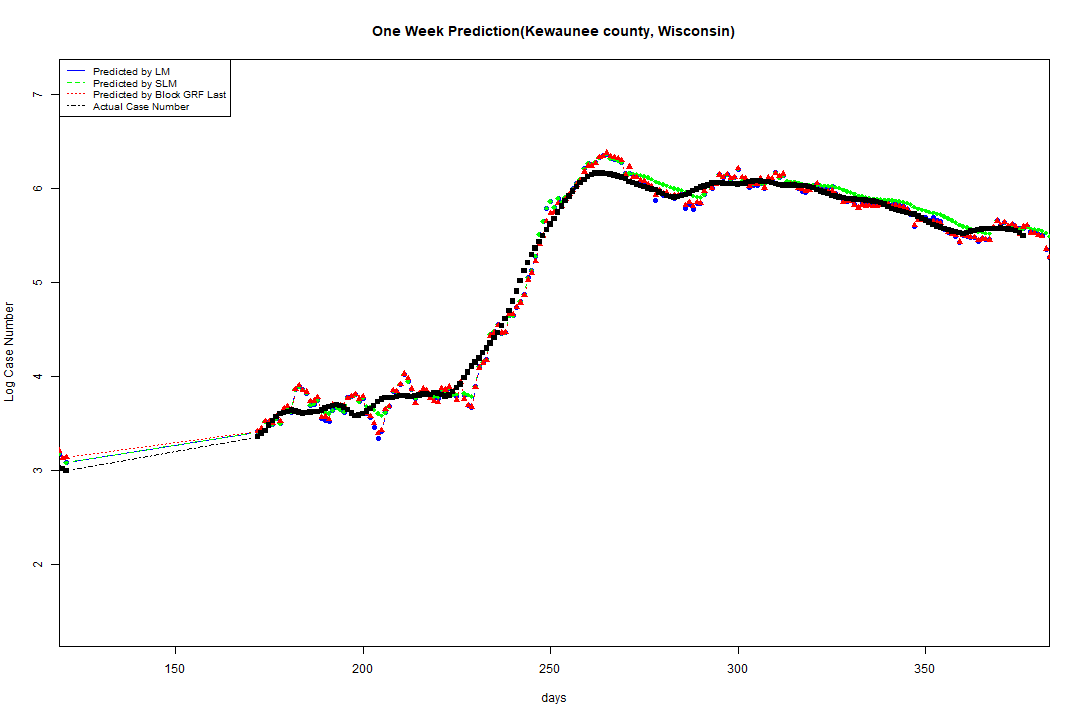 One Week Prediction(Kewaunee county, Wisconsin)
Predicted by LM
Predicted by SLM
Predicted by Block GRF Last
Actual Case Number
Log Case Number
7
6
5
4
3
2
150 200 250 300 350
days